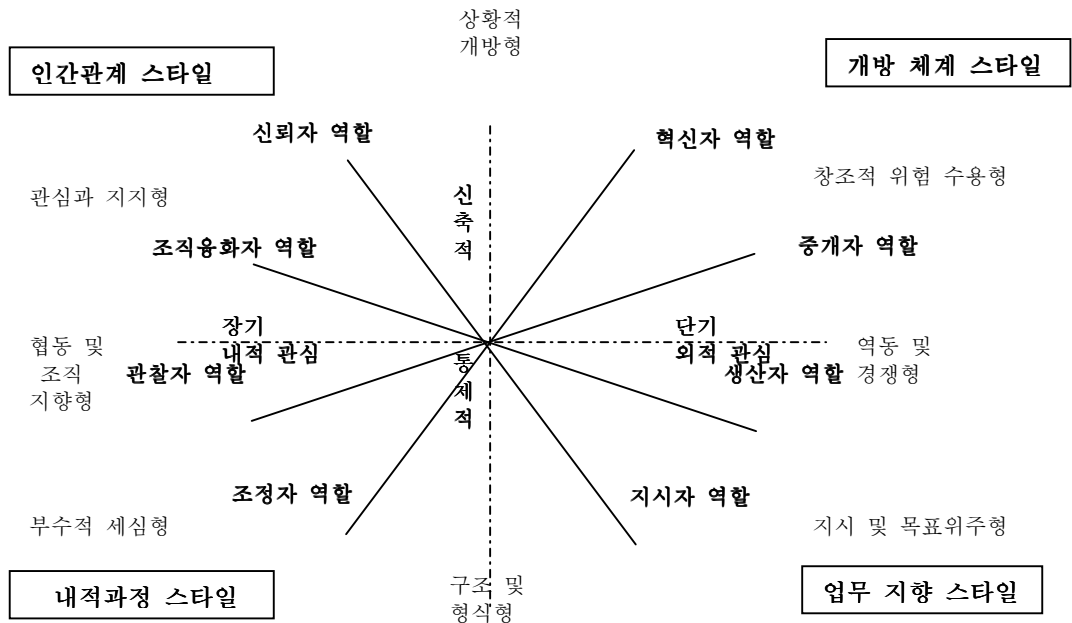 상황적
개방형
인간관계 스타일
개방 체계 스타일
신뢰자 역할
혁신자 역할
관심과 지지형
신
축
적
창조적 위험 수용형
조직융화자 역할
중개자 역할
장기
내적 관심
단기
외적 관심
협동 및
조직
지향형
관찰자 역할
통
제
적
생산자 역할
역동 및
경쟁형
조정자 역할
지시자 역할
부수적 세심형
지시 및 목표위주형
내적과정 스타일
구조 및
형식형
업무 지향 스타일